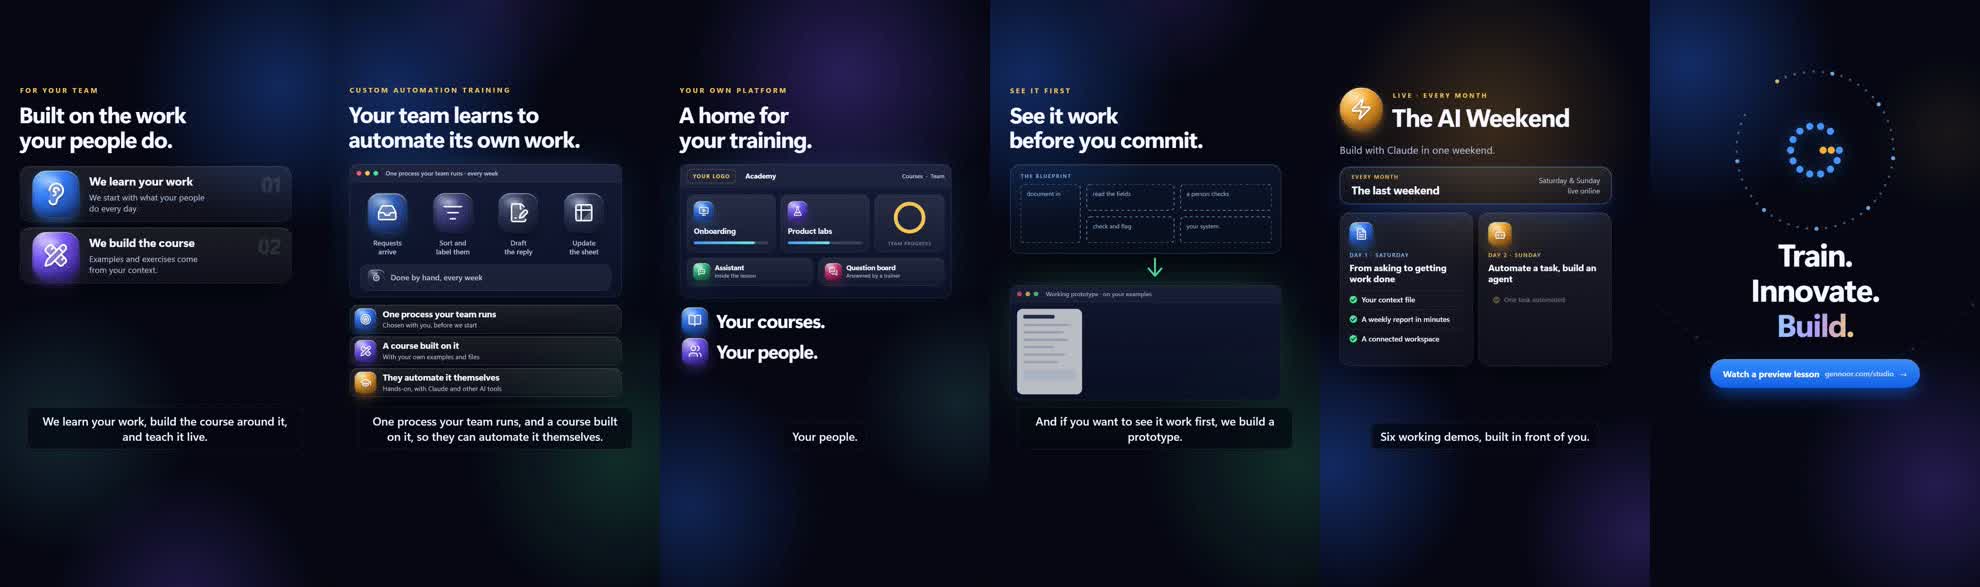 FOR YOUR TEAM
Built on the work
your people do.
We learn your work
We start with what your people
do every day
01
We build the course
Examples and exercises come
from your context.
02
We learn your work, build the course around it,
and teach it live.
CUSTOM AUTOMATION TRAINING
Your team learns to
automate its own work.
One process your team runs · every week
Requests
arrive
Sort and
label them
Draft
the reply
Update
the sheet
Done by hand, every week
One process your team runs
Chosen with you, before we start
A course built on it
With your own examples and files
They automate it themselves
Hands-on, with Claude and other AI tools
One process your team runs, and a course built
on it, so they can automate it themselves.
YOUR OWN PLATFORM
A home for
your training.
YOUR LOGO
Academy
Courses · Team
Onboarding
Product labs
TEAM PROGRESS
Assistant
Inside the lesson
Question board
Answered by a trainer
Your courses.
Your people.
Your people.
SEE IT FIRST
See it work
before you commit.
THE BLUEPRINT
document in
read the fields
a person checks
check and flag
your system
Working prototype · on your examples
And if you want to see it work first, we build a
prototype.
LIVE · EVERY MONTH
The AI Weekend
Build with Claude in one weekend.
EVERY MONTH
The last weekend
Saturday & Sunday
live online
DAY 1 · SATURDAY
From asking to getting
work done
Your context file
A weekly report in minutes
A connected workspace
DAY 2 · SUNDAY
Automate a task, build an
agent
One task automated
Six working demos, built in front of you.
Train.
Innovate.
Build.
Watch a preview lesson gennoor.com/studio →